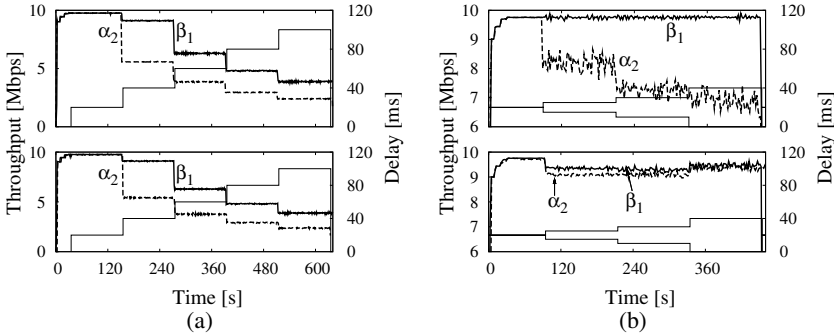 10 5 0 120 80 40 0
α2 β1
10 5 0 120 80 40 0
α2 β1
0 120 240 360 480 600
Throughput [Mbps]
Delay [ms]
Time [s]
(a)
10 9 8 7 6 120 80 40 0
β1
α2
10 9 8 7 6 120 80 40 0
α2 β1
0 120 240 360
Throughput [Mbps]
Delay [ms]
Time [s]
(b)